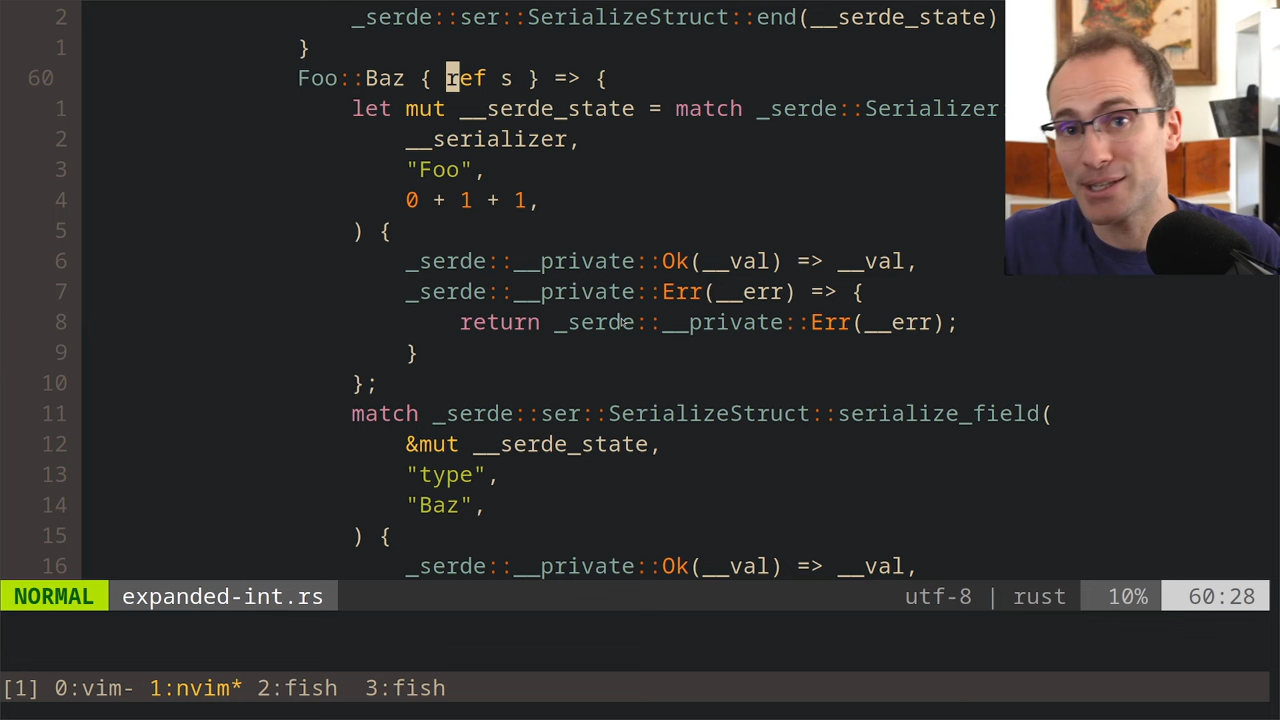 2 _serde::ser::SerializeStruct::end(__serde_state)
1 }
60 Foo::Baz { ref s } => {
1 let mut __serde_state = match _serde::Serializer
2 __serializer,
3 "Foo",
4 0 + 1 + 1,
5 ) {
6 _serde::__private::Ok(__val) => __val,
7 _serde::__private::Err(__err) => {
8 return _serde::__private::Err(__err);
9 }
10 };
11 match _serde::ser::SerializeStruct::serialize_field(
12 &mut __serde_state,
13 "type",
14 "Baz",
15 ) {
16 _serde::__private::Ok(__val) => __val,
NORMAL expanded-int.rs utf-8 | rust 10% 60:28
[1] 0:vim- 1:nvim* 2:fish 3:fish